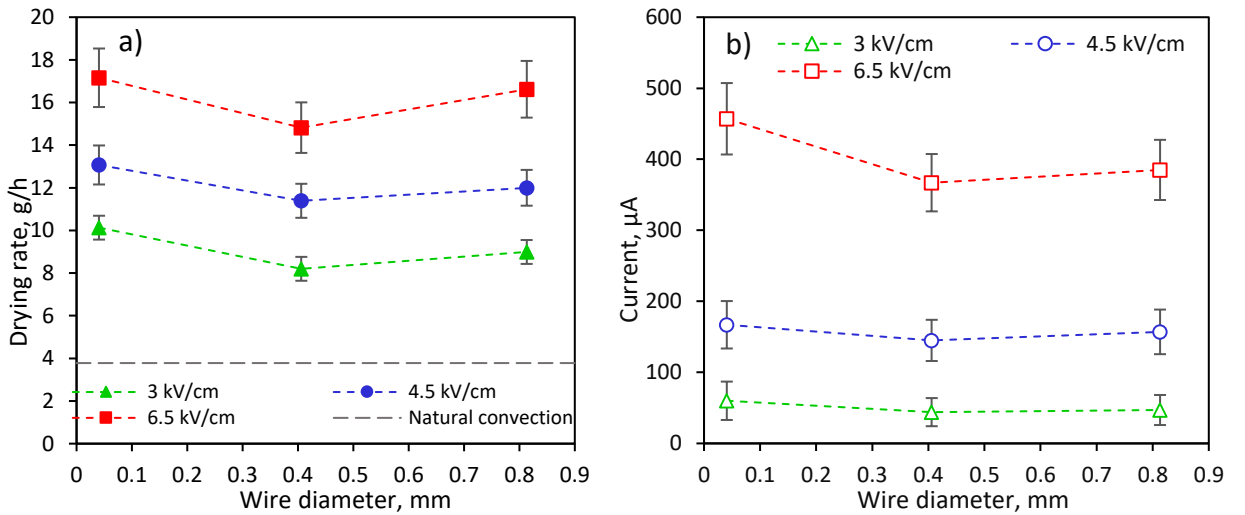 a)
Drying rate, g/h
20
18
16
14
12
10
8
6
4
2
0
3 kV/cm
4.5 kV/cm
6.5 kV/cm
Natural convection
0 0.1 0.2 0.3 0.4 0.5 0.6 0.7 0.8 0.9
Wire diameter, mm
b)
Current, µA
600
500
400
300
200
100
0
3 kV/cm
4.5 kV/cm
6.5 kV/cm
0 0.1 0.2 0.3 0.4 0.5 0.6 0.7 0.8 0.9
Wire diameter, mm